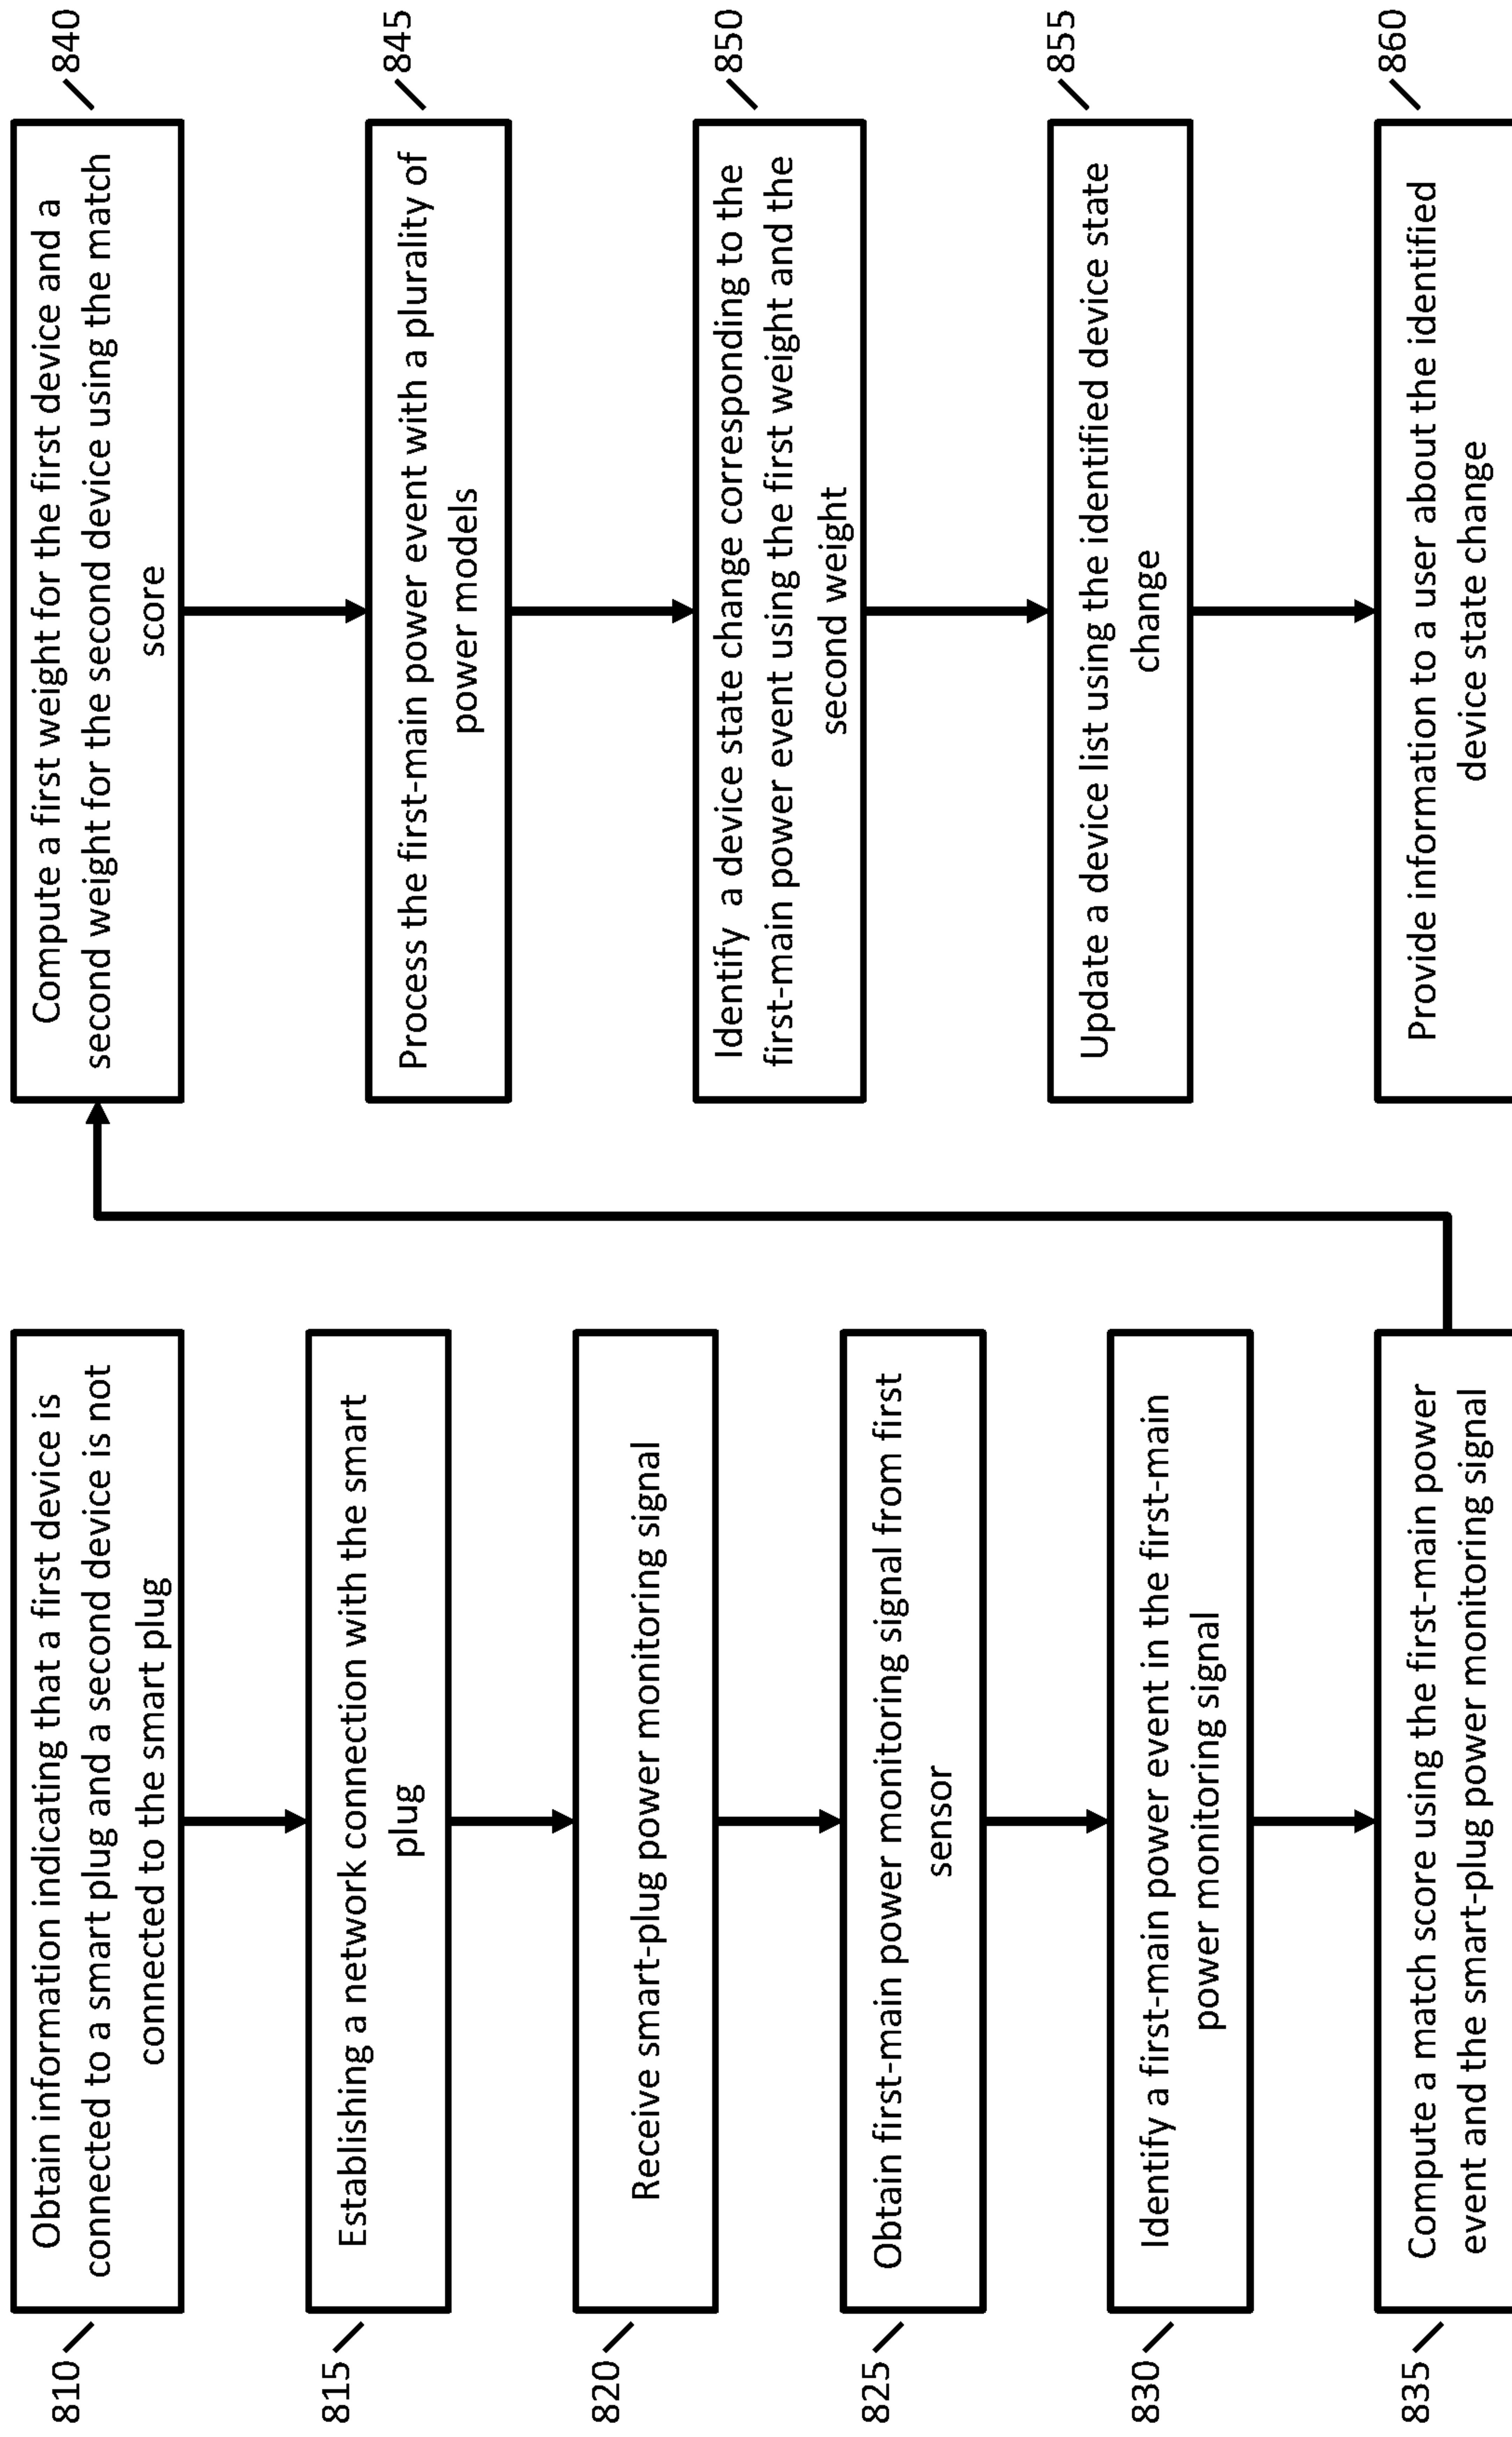 810
Obtain information indicating that a first device is
connected to a smart plug and a second device is not
connected to the smart plug
815
Establishing a network connection with the smart
plug
820
Receive smart-plug power monitoring signal
825
Obtain first-main power monitoring signal from first
sensor
830
Identify a first-main power event in the first-main
power monitoring signal
835
Compute a match score using the first-main power
event and the smart-plug power monitoring signal
840
Compute a first weight for the first device and a
second weight for the second device using the match
score
845
Process the first-main power event with a plurality of
power models
850
Identify a device state change corresponding to the
first-main power event using the first weight and the
second weight
855
Update a device list using the identified device state
change
860
Provide information to a user about the identified
device state change